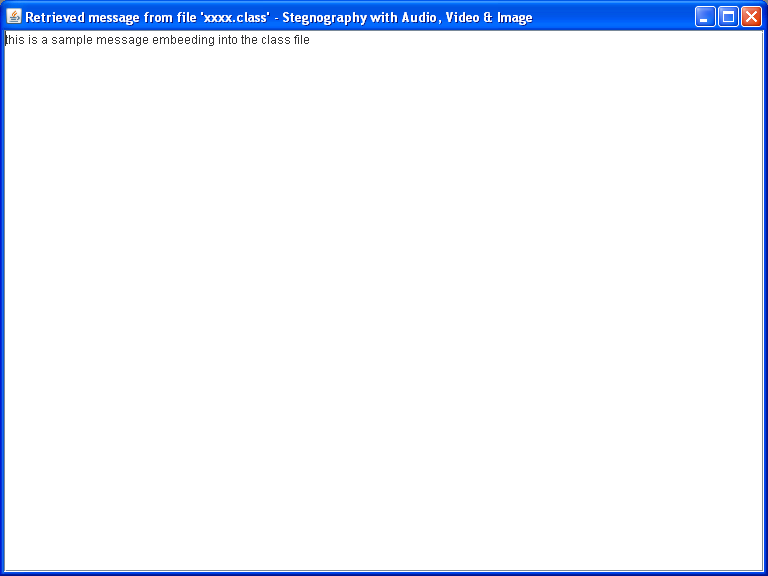 Retrieved message from file 'xxxx.class' - Stegnography with Audio, Video & Image
this is a sample message embeeding into the class file